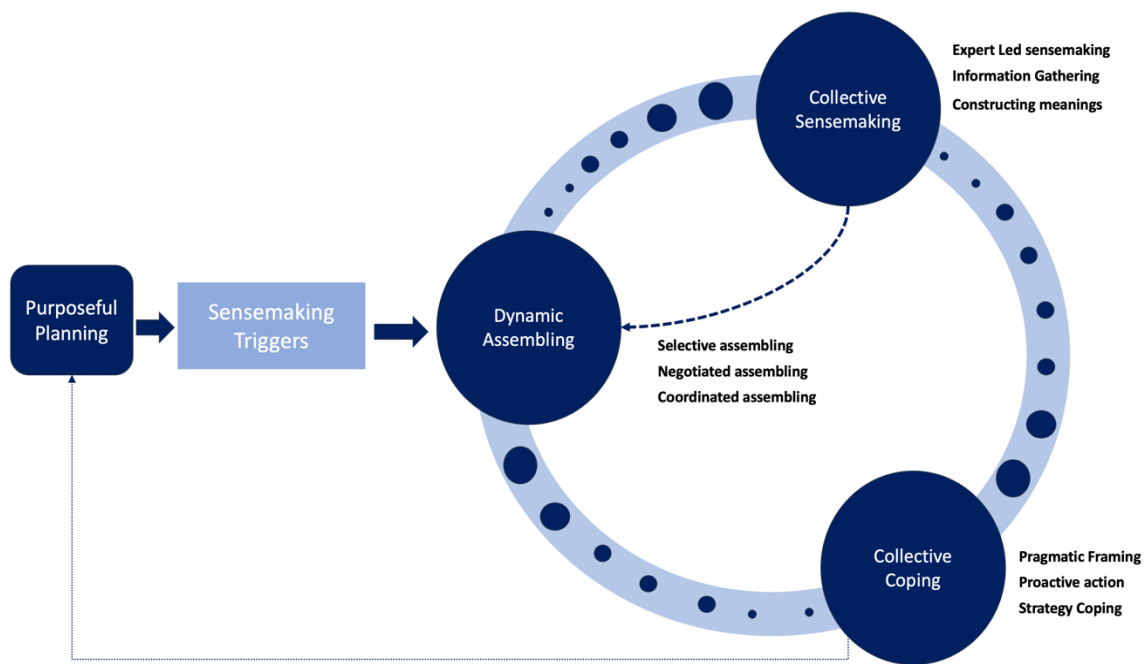 Purposeful
Planning
Sensemaking
Triggers
Dynamic
Assembling
Selective assembling
Negotiated assembling
Coordinated assembling
Collective
Sensemaking
Expert Led sensemaking
Information Gathering
Constructing meanings
Collective
Coping
Pragmatic Framing
Proactive action
Strategy Coping